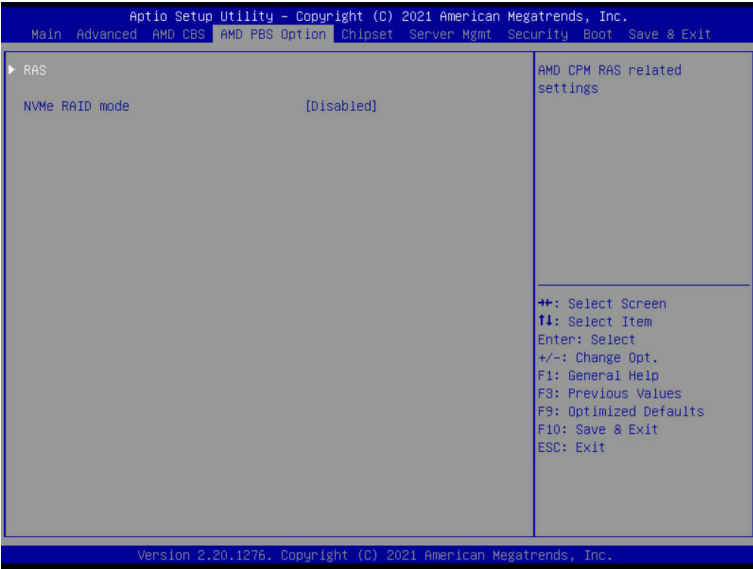 Aptio Setup Utility – Copyright (C) 2021 American Megatrends, Inc.
Main Advanced AMD CBS AMD PBS Option Chipset Server Mgmt Security Boot Save & Exit
▶ RAS
NVMe RAID mode [Disabled]
AMD CPM RAS related
settings
→←: Select Screen
↑↓: Select Item
Enter: Select
+/-: Change Opt.
F1: General Help
F3: Previous Values
F9: Optimized Defaults
F10: Save & Exit
ESC: Exit
Version 2.20.1276. Copyright (C) 2021 American Megatrends, Inc.